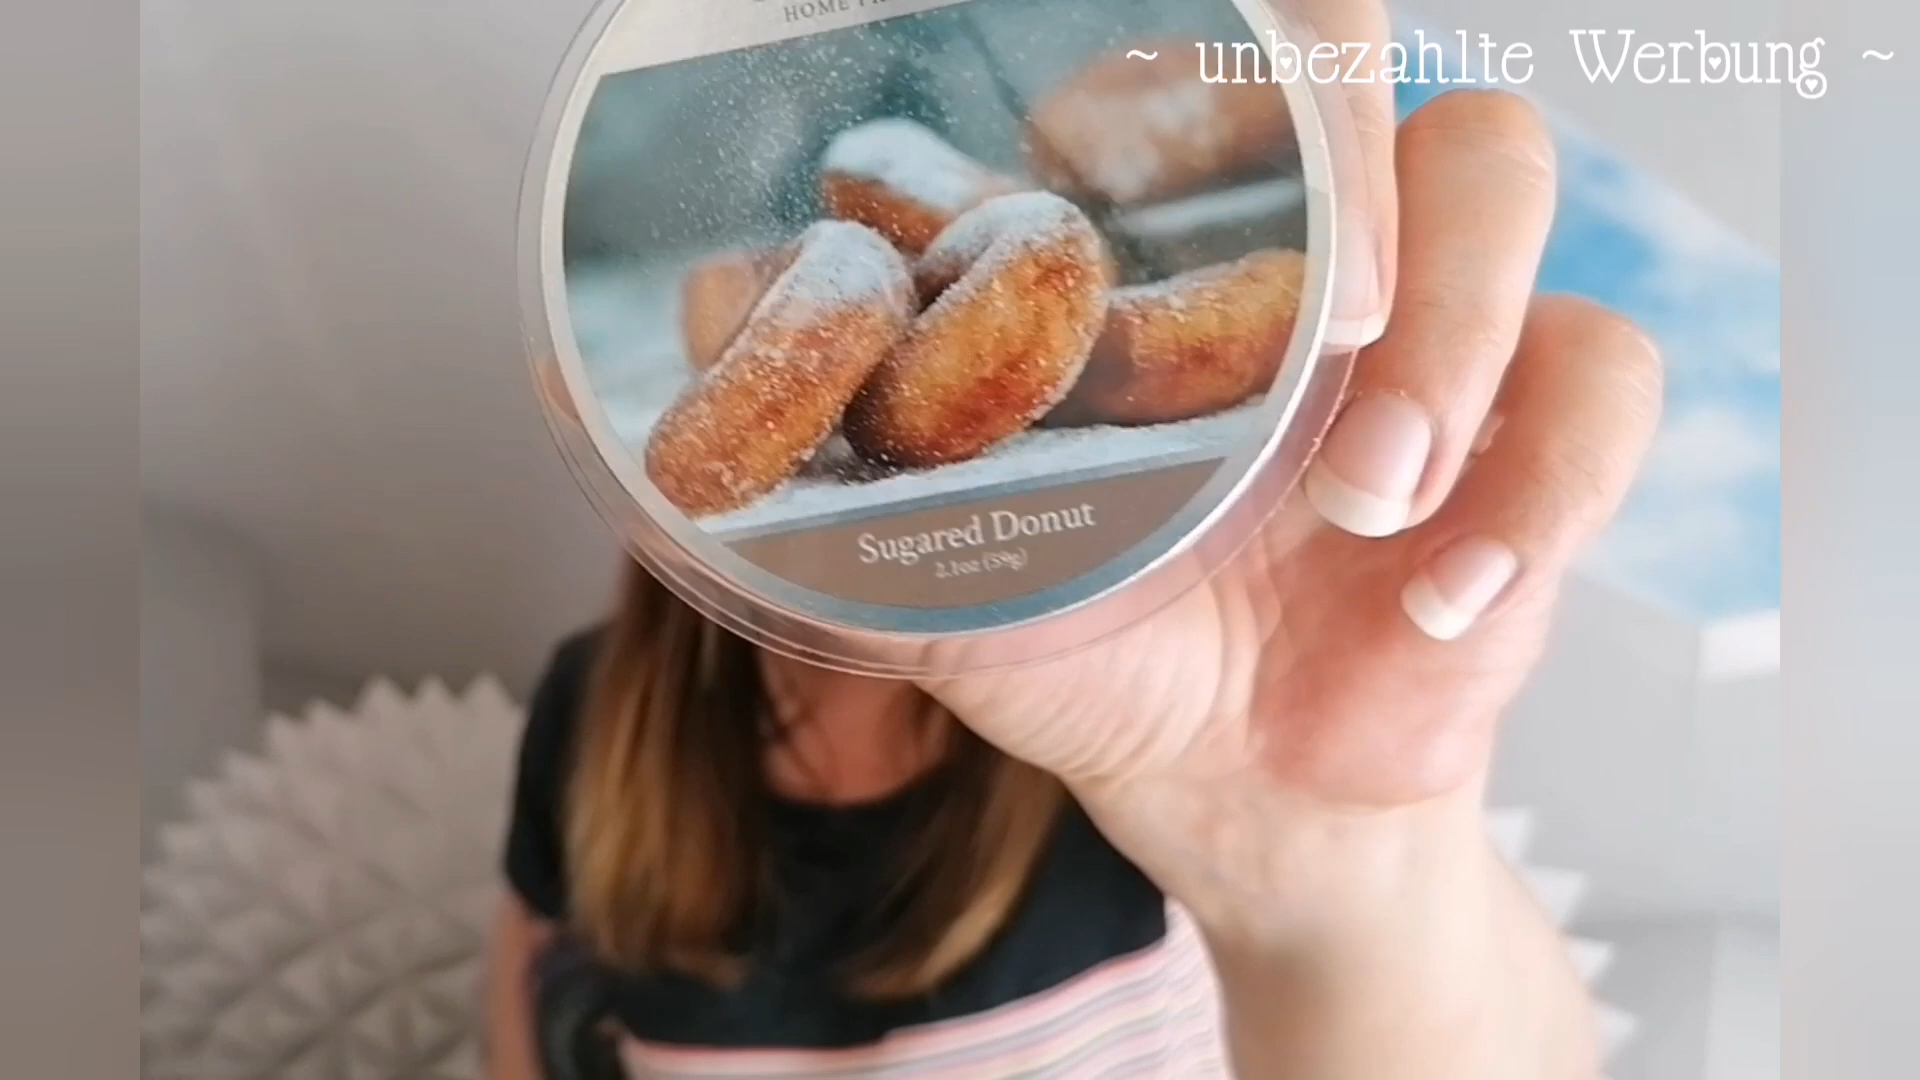 ~ unbezahlte Werbung ~
HOME
Sugared Donut
2.1oz (59g)